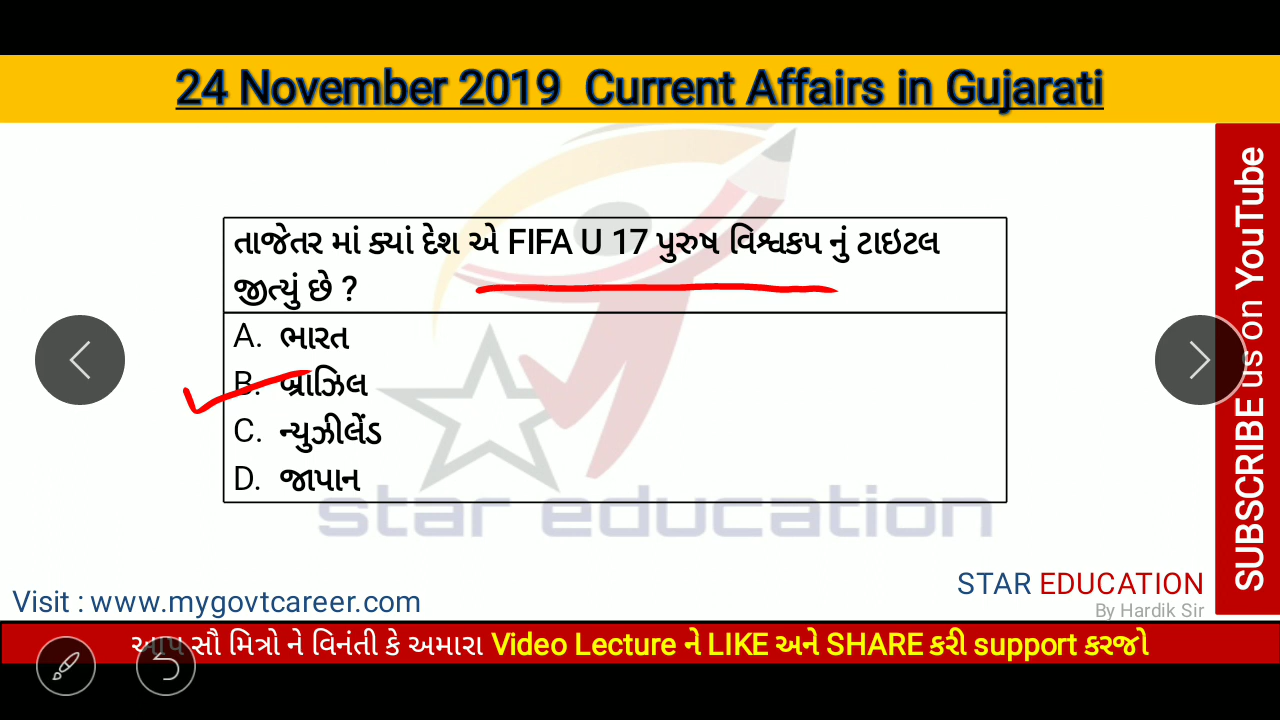 24 November 2019 Current Affairs in Gujarati
તાજેતર માં ક્યાં દેશ એ FIFA U 17 પુરુષ વિશ્વકપ નું ટાઇટલ
જીત્યું છે ?
A. ભારત
B. બ્રાઝિલ
C. ન્યુઝીલેંડ
D. જાપાન
star education
SUBSCRIBE us on YouTube
STAR EDUCATION
By Hardik Sir
Visit : www.mygovtcareer.com
આપ સૌ મિત્રો ને વિનંતી કે અમારા Video Lecture ને LIKE અને SHARE કરી support કરજો